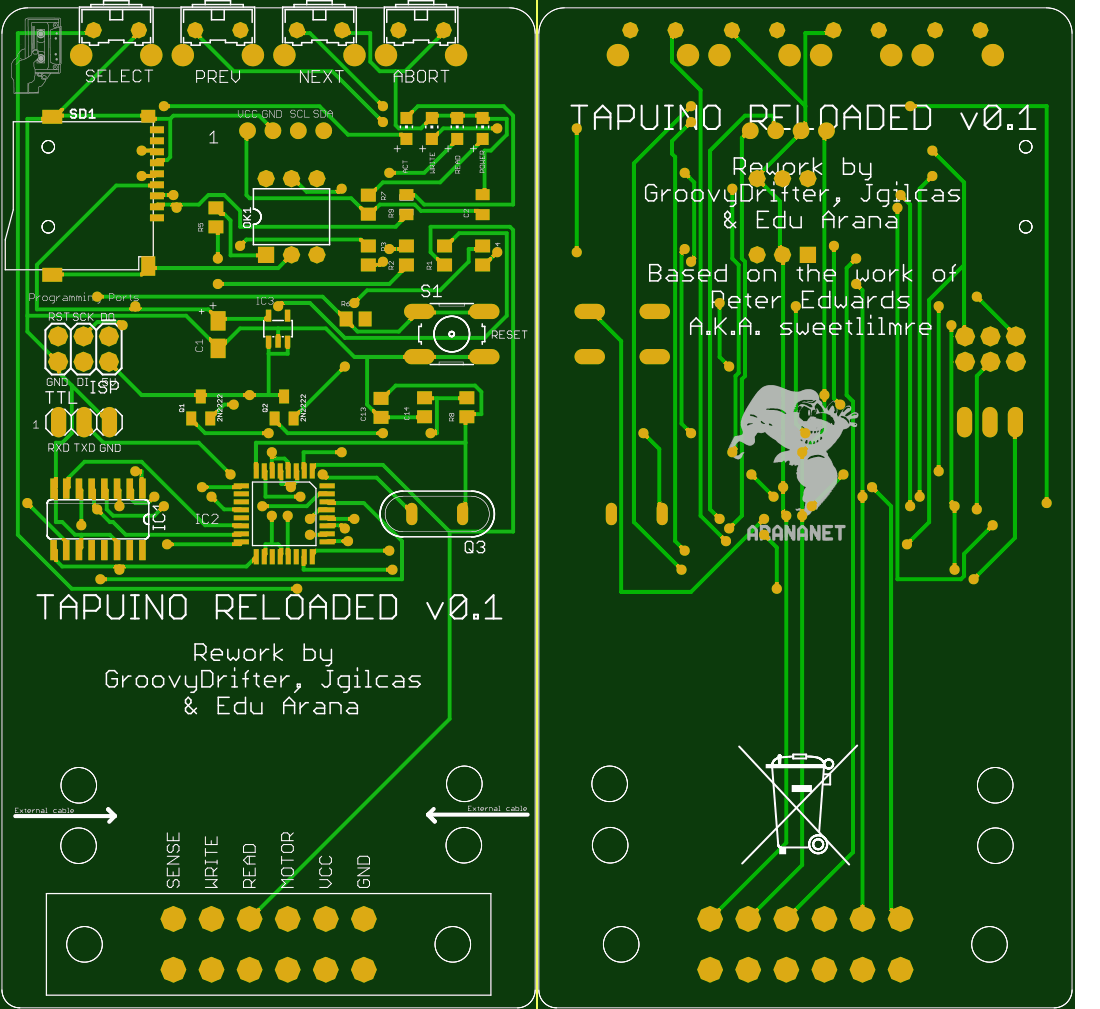 SELECT PREV NEXT ABORT
SD1
VCC GND SCL SDA
1
ACT WRITE READ POWER
+ + +
R7
R9
C2
R5
OK1
R3
R2
R1
Programming Ports
RST SCK DO
IC3
R6
S1
RESET
+
C1
GND DI 5V
ISP
TTL
1
RXD TXD GND
Q1
2N2222
Q2
2N2222
C13
C14
R8
IC1
IC2
Q3
TAPUINO RELOADED v0.1
Rework by
GroovyDrifter, Jgilcas
& Edu Arana
External cable
External cable
SENSE
WRITE
READ
MOTOR
VCC
GND
TAPUINO RELOADED v0.1
Rework by
GroovyDrifter, Jgilcas
& Edu Arana
Based on the work of
Peter Edwards
A.K.A. sweetlilmre
ARANANET